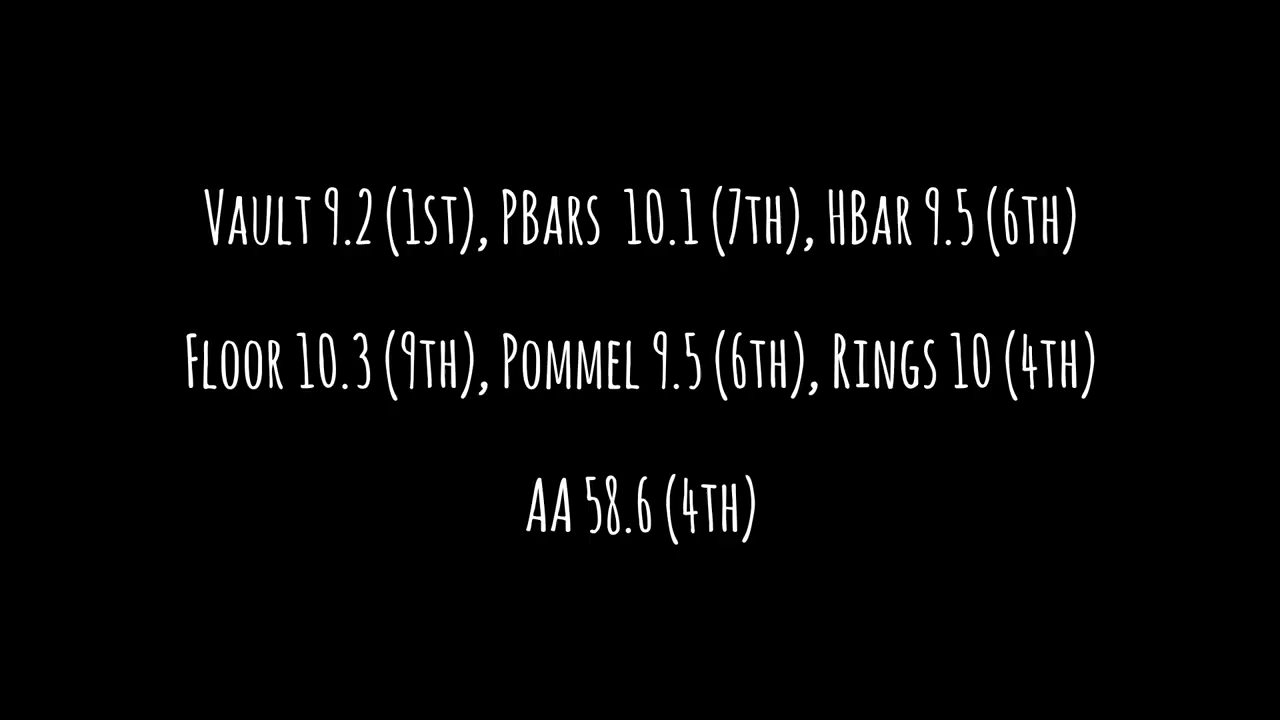 Vault 9.2 (1st), PBars 10.1 (7th), HBar 9.5 (6th)
Floor 10.3 (9th), Pommel 9.5 (6th), Rings 10 (4th)
AA 58.6 (4th)